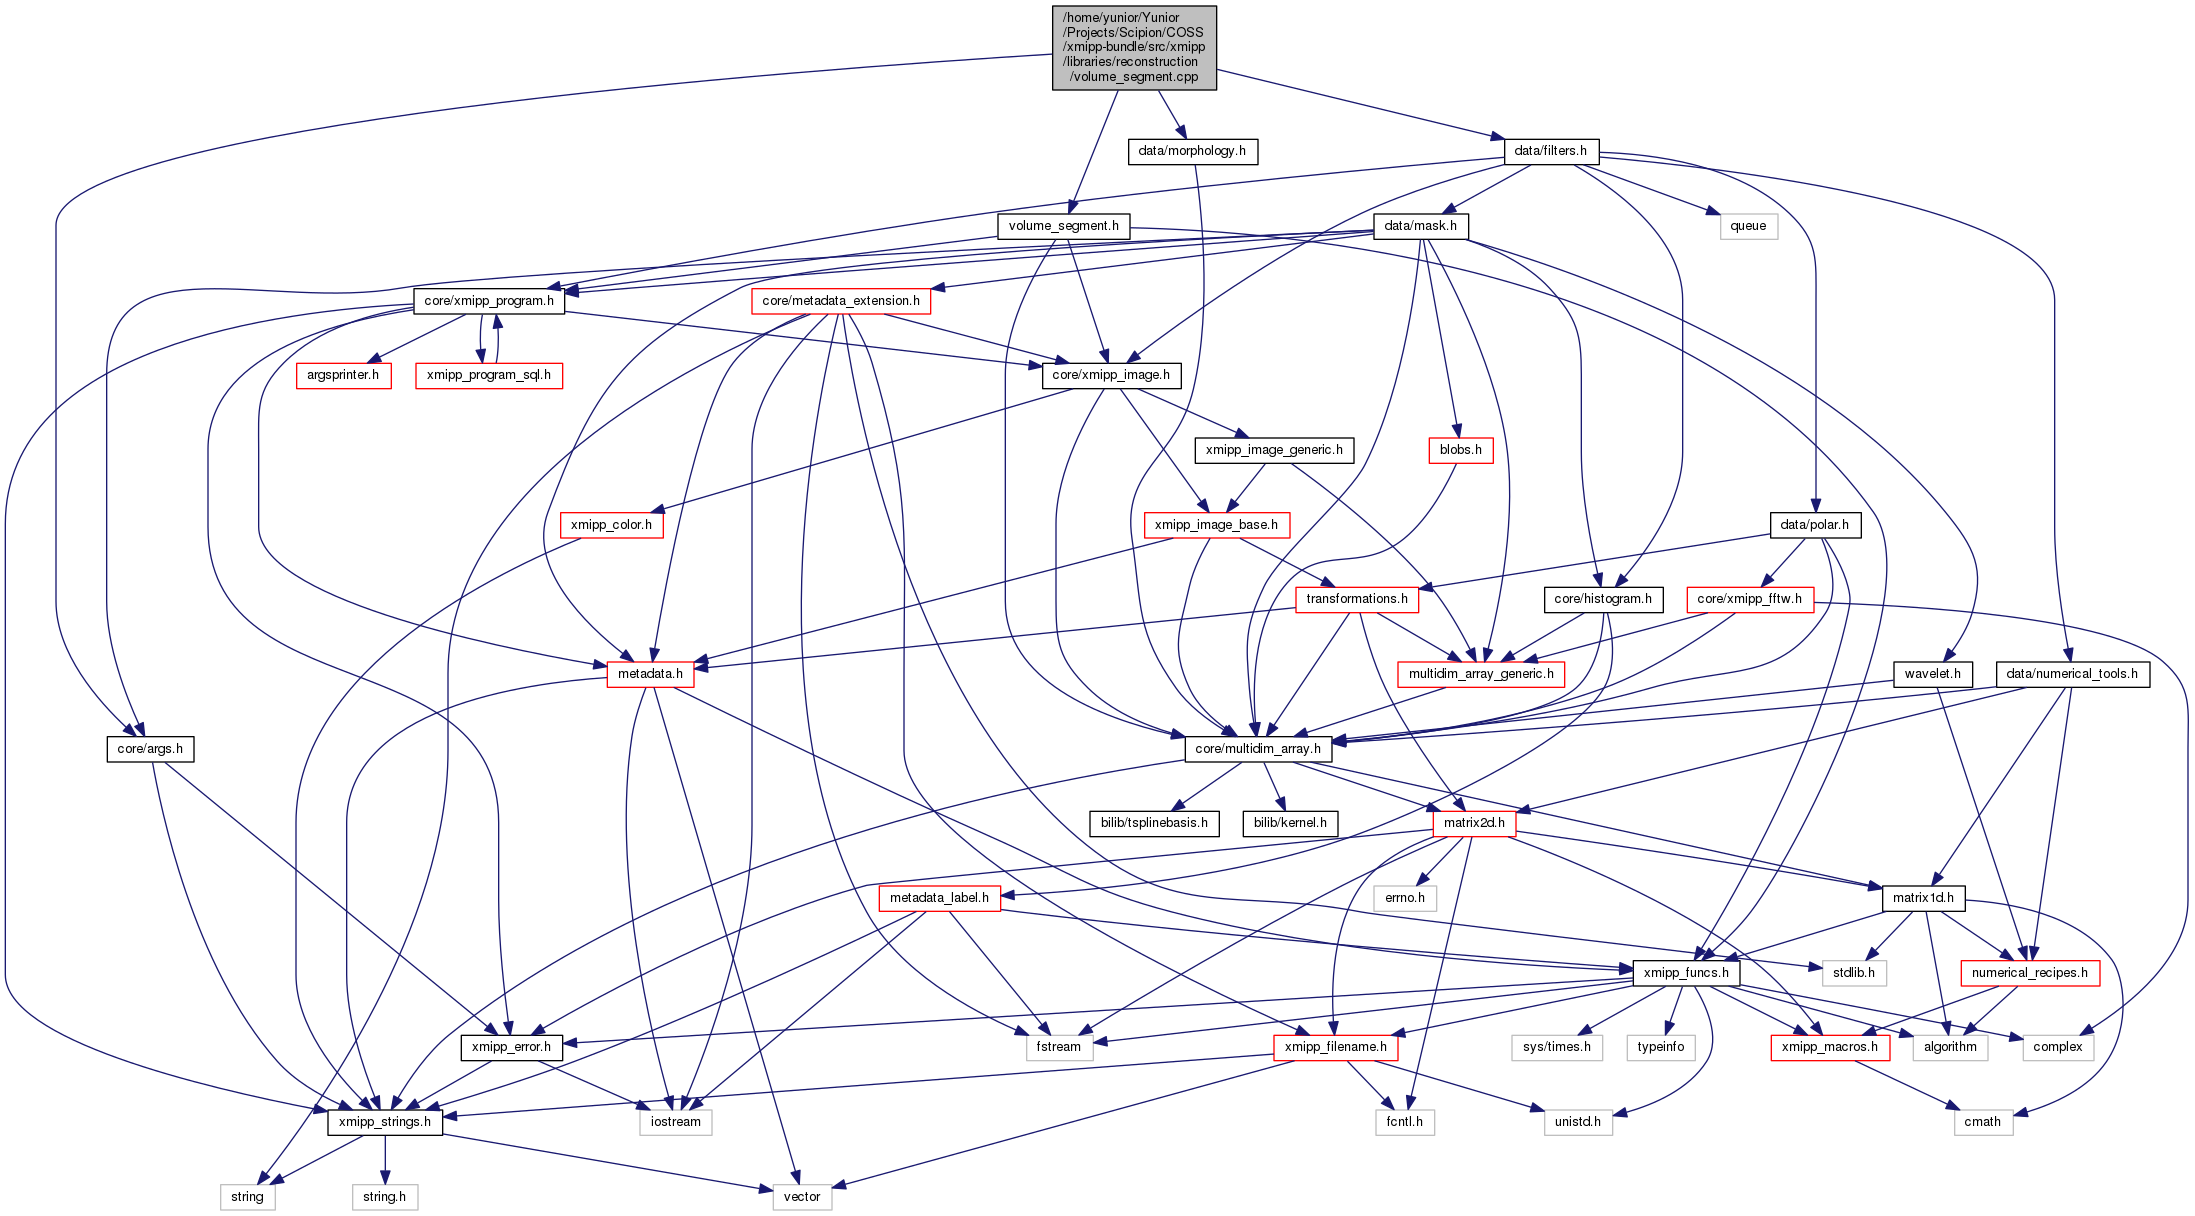 /home/yunior/Yunior
/Projects/Scipion/COSS
/xmipp-bundle/src/xmipp
/libraries/reconstruction
/volume_segment.cpp
data/morphology.h
data/filters.h
volume_segment.h
data/mask.h
queue
core/xmipp_program.h
core/metadata_extension.h
argsprinter.h
xmipp_program_sql.h
core/xmipp_image.h
xmipp_image_generic.h
blobs.h
xmipp_color.h
xmipp_image_base.h
data/polar.h
transformations.h
core/histogram.h
core/xmipp_fftw.h
metadata.h
multidim_array_generic.h
wavelet.h
data/numerical_tools.h
core/args.h
core/multidim_array.h
bilib/tsplinebasis.h
bilib/kernel.h
matrix2d.h
metadata_label.h
errno.h
matrix1d.h
xmipp_funcs.h
stdlib.h
numerical_recipes.h
xmipp_error.h
fstream
xmipp_filename.h
sys/times.h
typeinfo
xmipp_macros.h
algorithm
complex
xmipp_strings.h
iostream
fcntl.h
unistd.h
cmath
string
string.h
vector